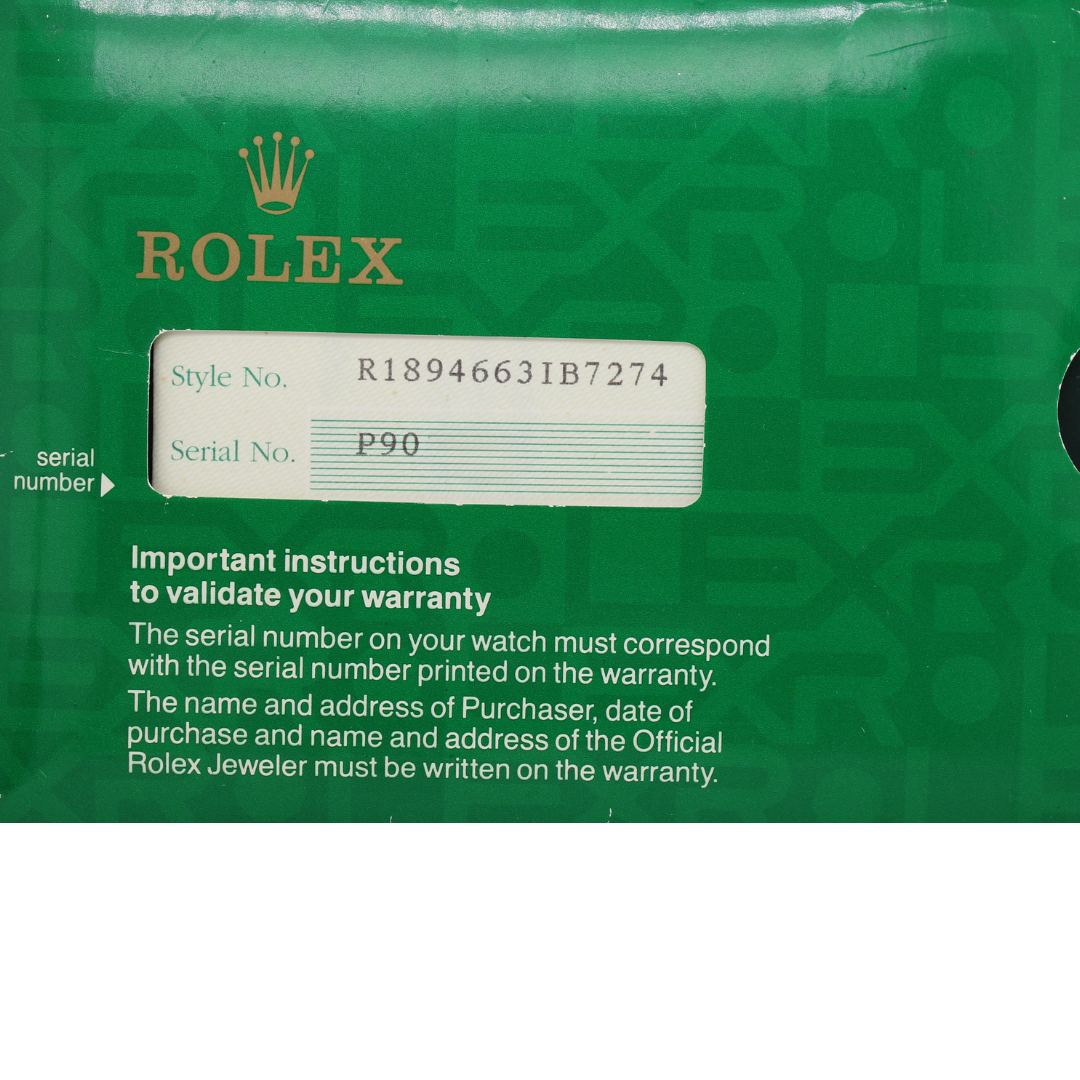 ROLEX
Style No. R18946631B7274
Serial No. P90
serial
number
Important instructions
to validate your warranty
The serial number on your watch must correspond
with the serial number printed on the warranty.
The name and address of Purchaser, date of
purchase and name and address of the Official
Rolex Jeweler must be written on the warranty.